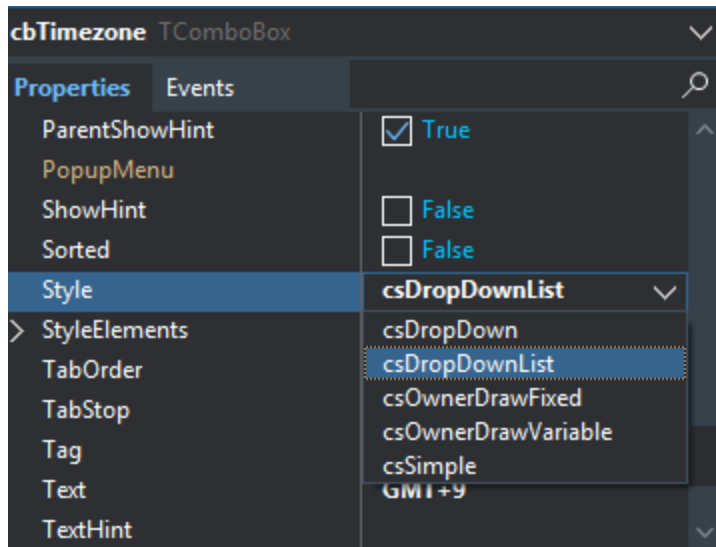 cbTimezone TComboBox
Properties Events
ParentShowHint True
PopupMenu
ShowHint False
Sorted False
Style csDropDownList
StyleElements csDropDown
csDropDownList
TabOrder
csOwnerDrawFixed
TabStop
csOwnerDrawVariable
Tag
csSimple
Text GMT+9
TextHint